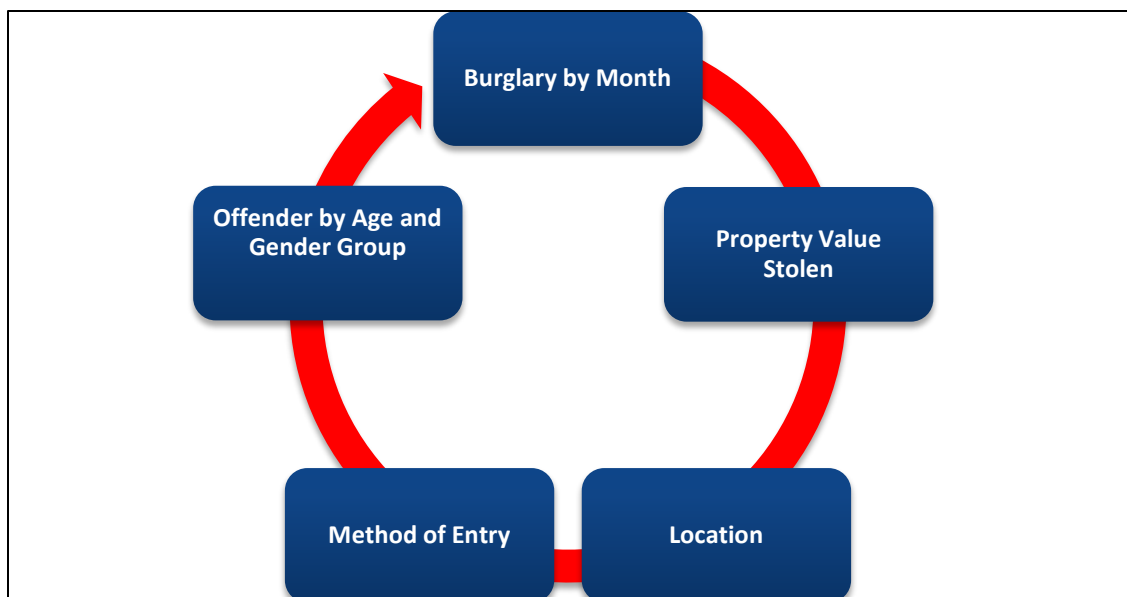 Burglary by Month
Property Value
Stolen
Location
Method of Entry
Offender by Age and
Gender Group